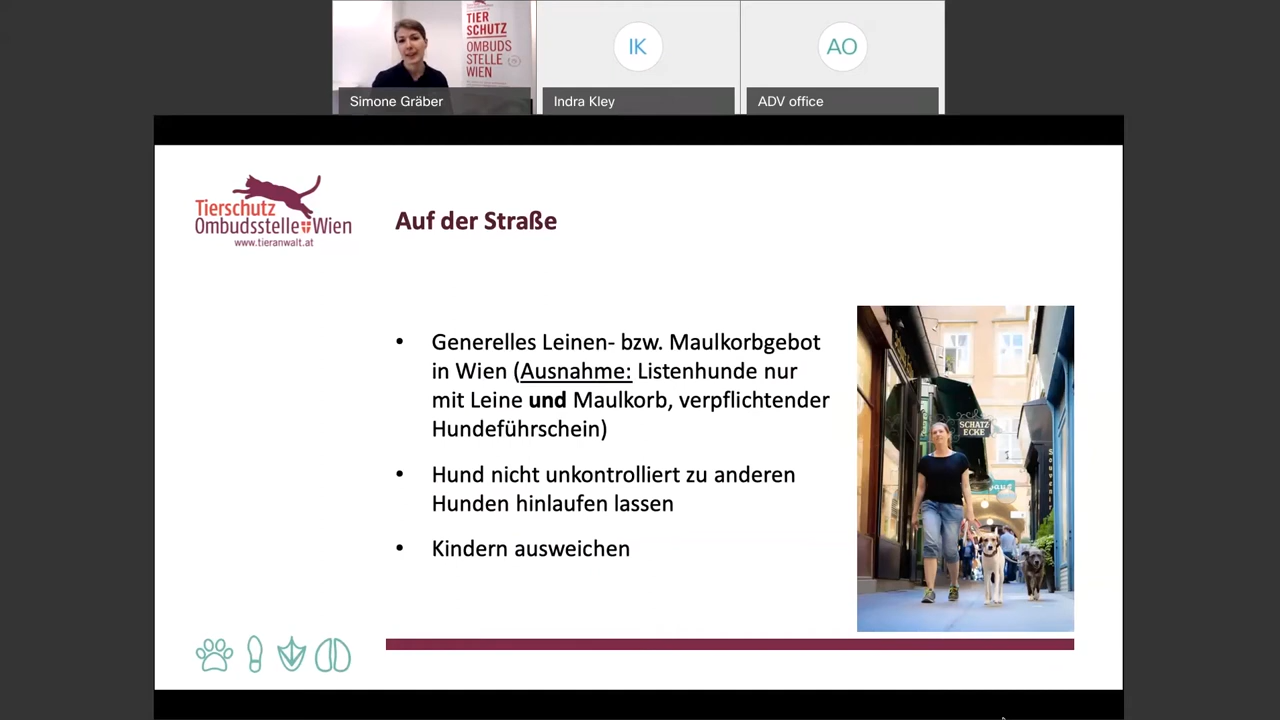 TIER
SCHUTZ
OMBUDS
STELLE
WIEN
IK
AO
Simone Gräber
Indra Kley
ADV office
Tierschutz
Ombudsstelle Wien
www.tieranwalt.at
Auf der Straße
• Generelles Leinen- bzw. Maulkorbgebot
in Wien (Ausnahme: Listenhunde nur
mit Leine und Maulkorb, verpflichtender
Hundeführschein)
• Hund nicht unkontrolliert zu anderen
Hunden hinlaufen lassen
• Kindern ausweichen
SCHATZ
ECKE
Souvenir